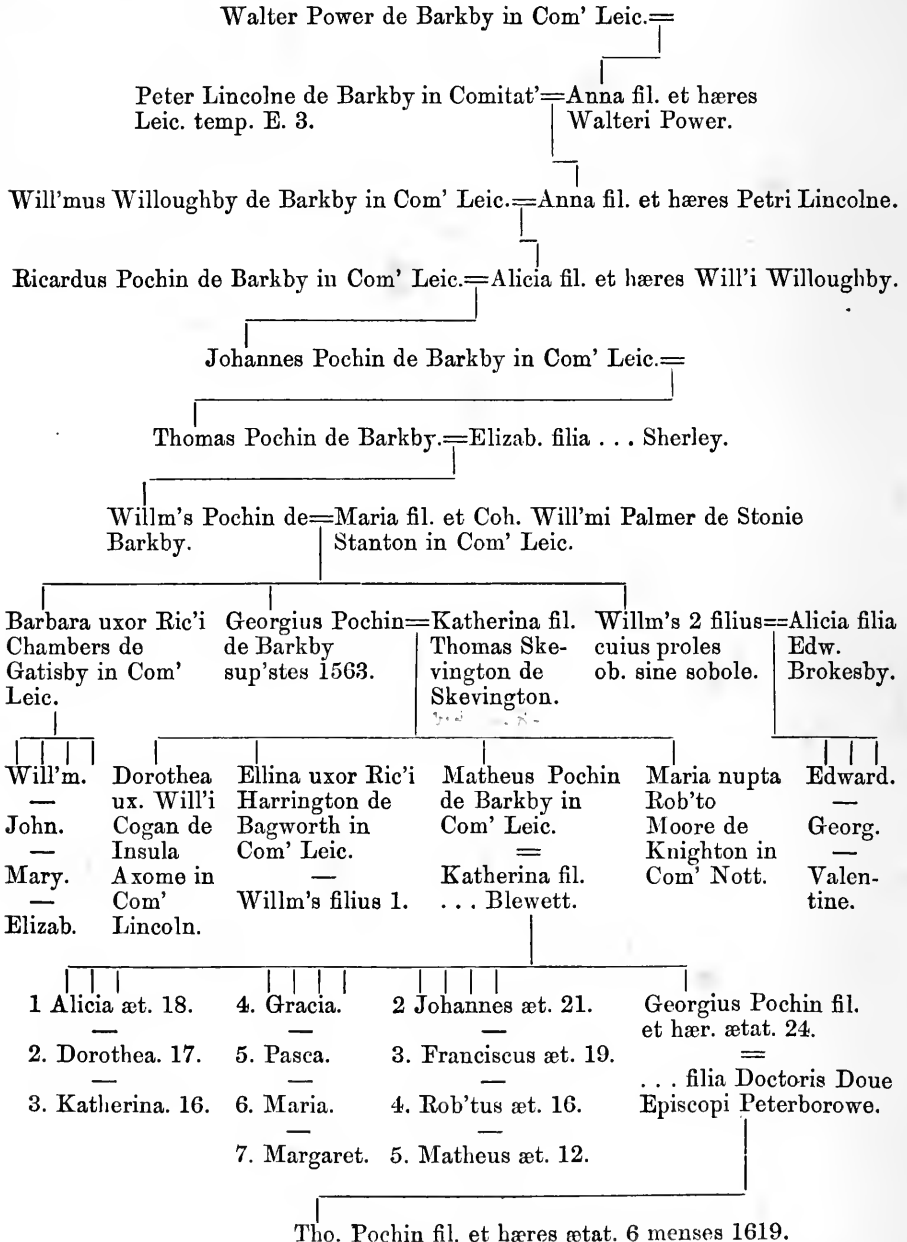 Walter Power de Barkby in Com' Leic.=
Peter Lincolne de Barkby in Comitat'=Anna fil. et hæres
Leic. temp. E. 3.
Walteri Power.
Will'mus Willoughby de Barkby in Com' Leic.=Anna fil. et hæres Petri Lincolne.
Ricardus Pochin de Barkby in Com' Leic.=Alicia fil. et hæres Will'i Willoughby.
Johannes Pochin de Barkby in Com' Leic.=
Thomas Pochin de Barkby.=Elizab. filia . . . Sherley.
Willm's Pochin de=Maria fil. et Coh. Will'mi Palmer de Stonie
Barkby.
Stanton in Com' Leic.
Barbara uxor Ric'i
Chambers de
Gatisby in Com'
Leic.
Georgius Pochin=
de Barkby
sup'stes 1563.
Katherina fil.
Thomas Ske-
vington de
Skevington.
Willm's 2 filius=
cuius proles
ob. sine sobole.
Alicia filia
Edw.
Brokesby.
Will'm.
—
John.
—
Mary.
—
Elizab.
Dorothea
ux. Will'i
Cogan de
Insula
Axome in
Com'
Lincoln.
Ellina uxor Ric'i
Harrington de
Bagworth in
Com' Leic.
—
Willm's filius 1.
Matheus Pochin
de Barkby in
Com' Leic.
=
Katherina fil.
. . . Blewett.
Maria nupta
Rob'to
Moore de
Knighton in
Com' Nott.
Edward.
—
Georg.
—
Valen-
tine.
1 Alicia æt. 18.
—
2. Dorothea. 17.
—
3. Katherina. 16.
4. Gracia.
—
5. Pasca.
—
6. Maria.
—
7. Margaret.
2 Johannes æt. 21.
—
3. Franciscus æt. 19.
—
4. Rob'tus æt. 16.
—
5. Matheus æt. 12.
Georgius Pochin fil.
et hær. ætat. 24.
=
. . . filia Doctoris Doue
Episcopi Peterborowe.
Tho. Pochin fil. et hæres ætat. 6 menses 1619.